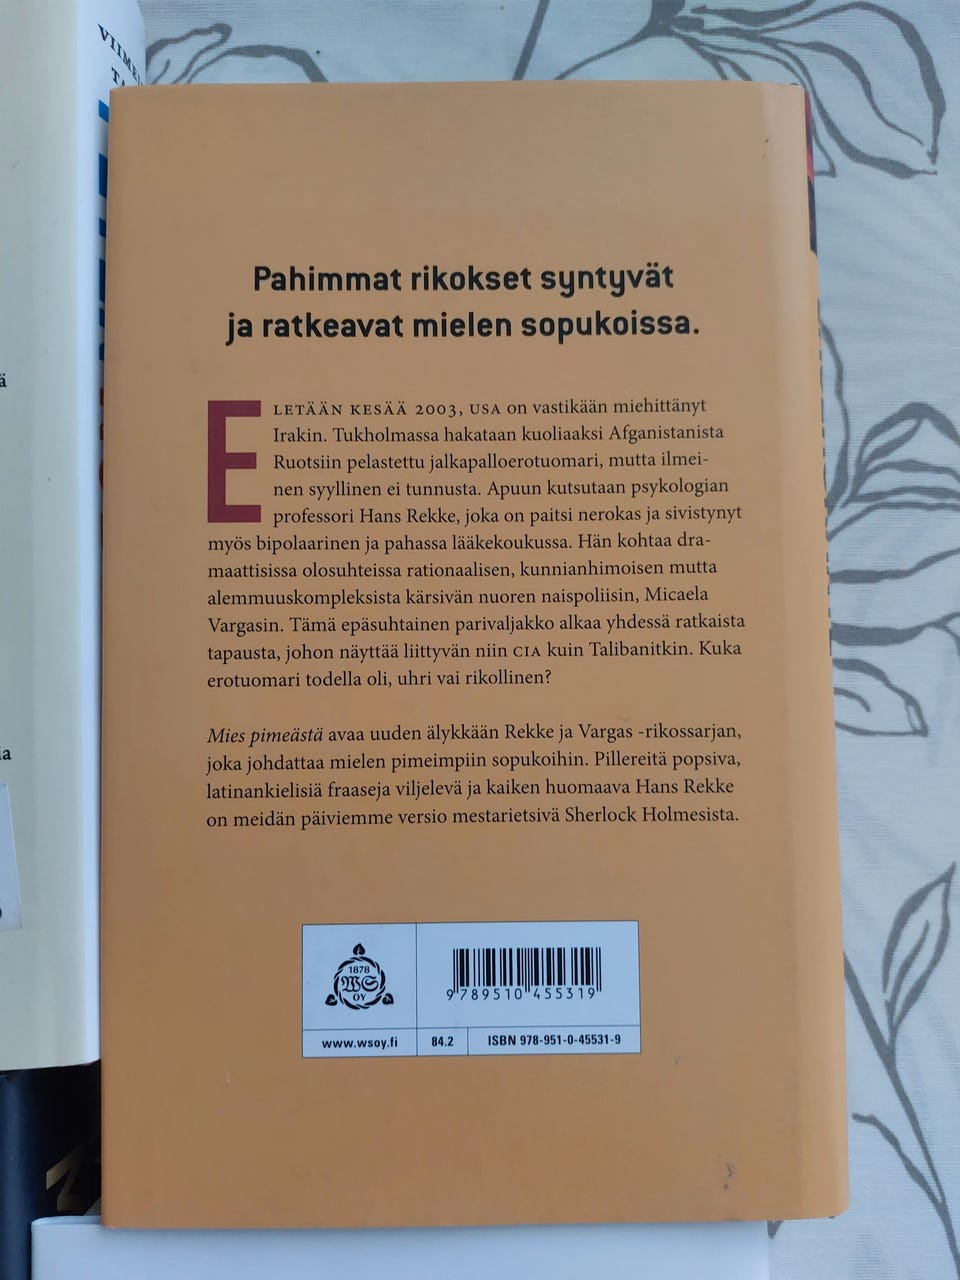 VIIME
TA
ä
ia
Pahimmat rikokset syntyvät
ja ratkeavat mielen sopukoissa.
ELETÄÄN KESÄÄ 2003, USA on vastikään miehittänyt
Irakin. Tukholmassa hakataan kuoliaaksi Afganistanista
Ruotsiin pelastettu jalkapalloerotuomari, mutta ilmei-
nen syyllinen ei tunnusta. Apuun kutsutaan psykologian
professori Hans Rekke, joka on paitsi nerokas ja sivistynyt
myös bipolaarinen ja pahassa lääkekoukussa. Hän kohtaa dra-
maattisissa olosuhteissa rationaalisen, kunnianhimoisen mutta
alemmuuskompleksista kärsivän nuoren naispoliisin, Micaela
Vargasin. Tämä epäsuhtainen parivaljakko alkaa yhdessä ratkaista
tapausta, johon näyttää liittyvän niin CIA kuin Talibanitkin. Kuka
erotuomari todella oli, uhri vai rikollinen?
Mies pimeästä avaa uuden älykkään Rekke ja Vargas -rikossarjan,
joka johdattaa mielen pimeimpiin sopukoihin. Pillereitä popsiva,
latinankielisiä fraaseja viljelevä ja kaiken huomaava Hans Rekke
on meidän päiviemme versio mestarietsivä Sherlock Holmesista.
1878
WS
OY
9 789510 455319
www.wsoy.fi 84.2 ISBN 978-951-0-45531-9